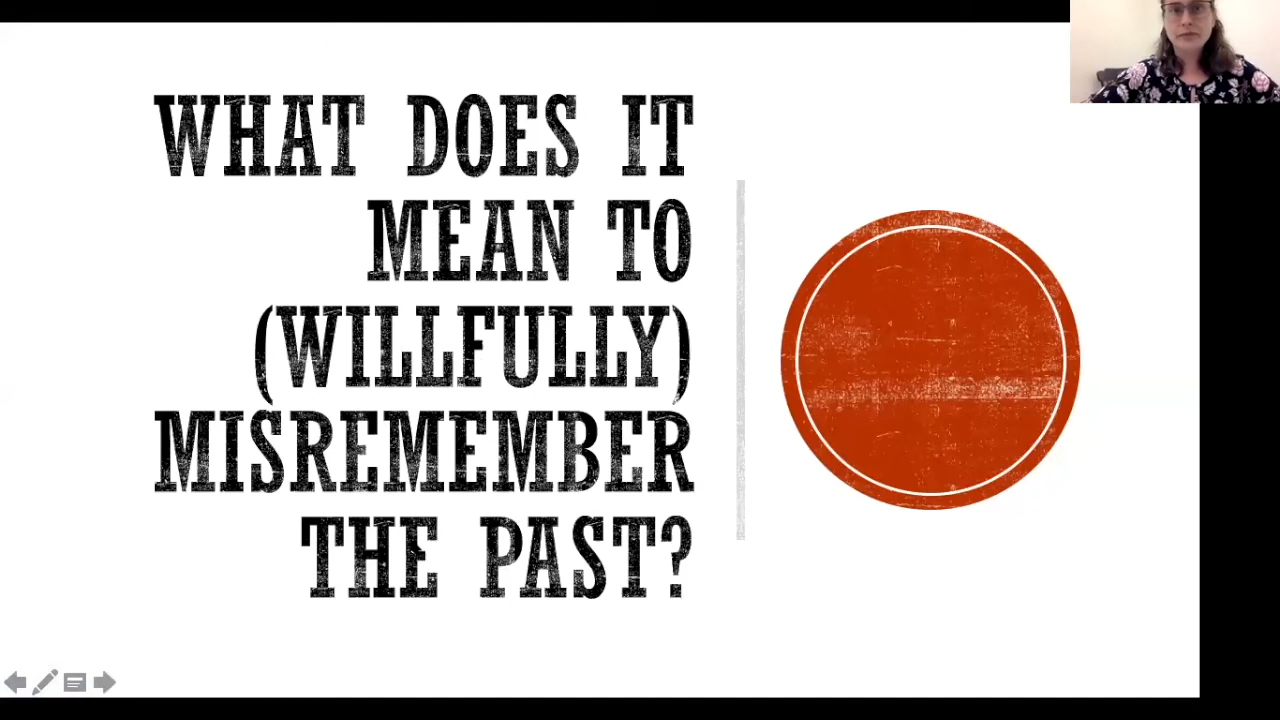 WHAT DOES IT
MEAN TO
(WILLFULLY)
MISREMEMBER
THE PAST?